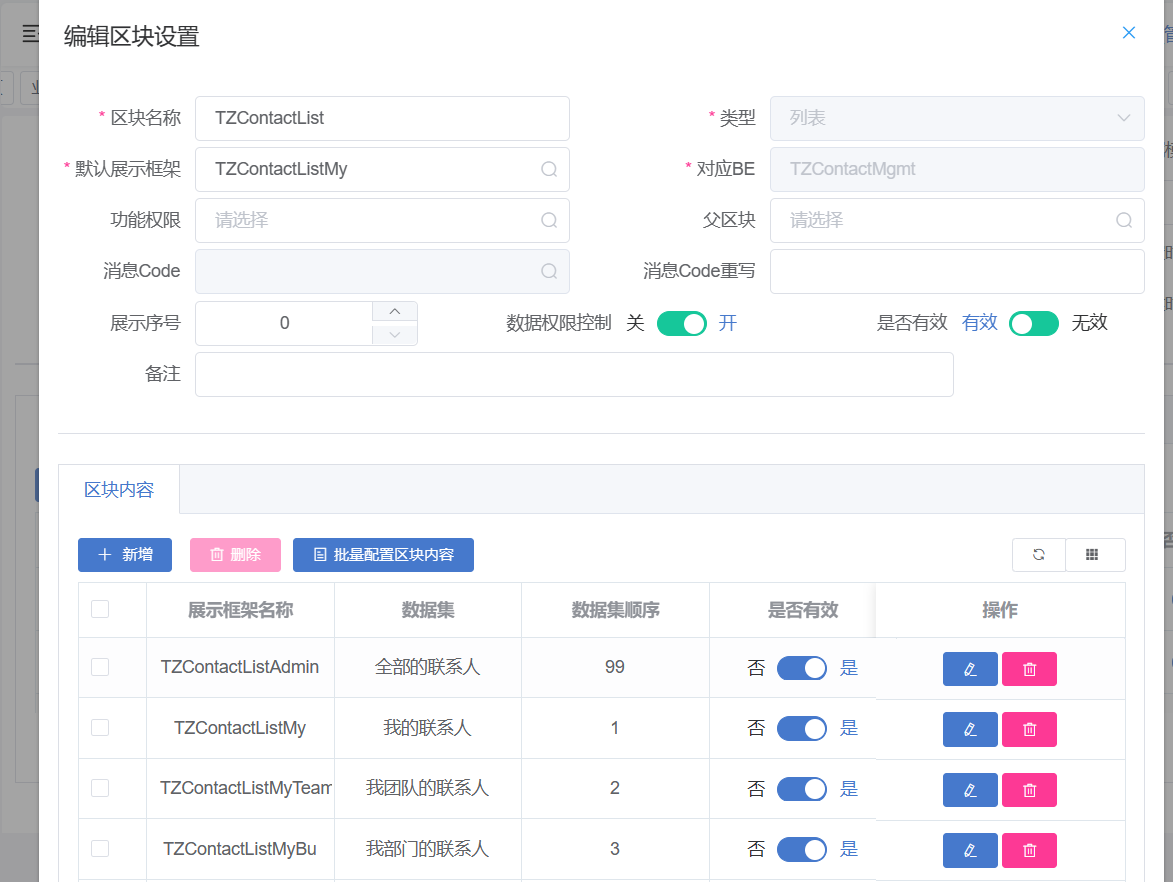 编辑区块设置
* 区块名称 TZContactList * 类型 列表
* 默认展示框架 TZContactListMy * 对应BE TZContactMgmt
功能权限 请选择 父区块 请选择
消息Code 消息Code重写
展示序号 0 数据权限控制 关 开 是否有效 有效 无效
备注
区块内容
新增 删除 批量配置区块内容
展示框架名称 数据集 数据集顺序 是否有效 操作
TZContactListAdmin 全部的联系人 99 否 是
TZContactListMy 我的联系人 1 否 是
TZContactListMyTeam 我团队的联系人 2 否 是
TZContactListMyBu 我部门的联系人 3 否 是